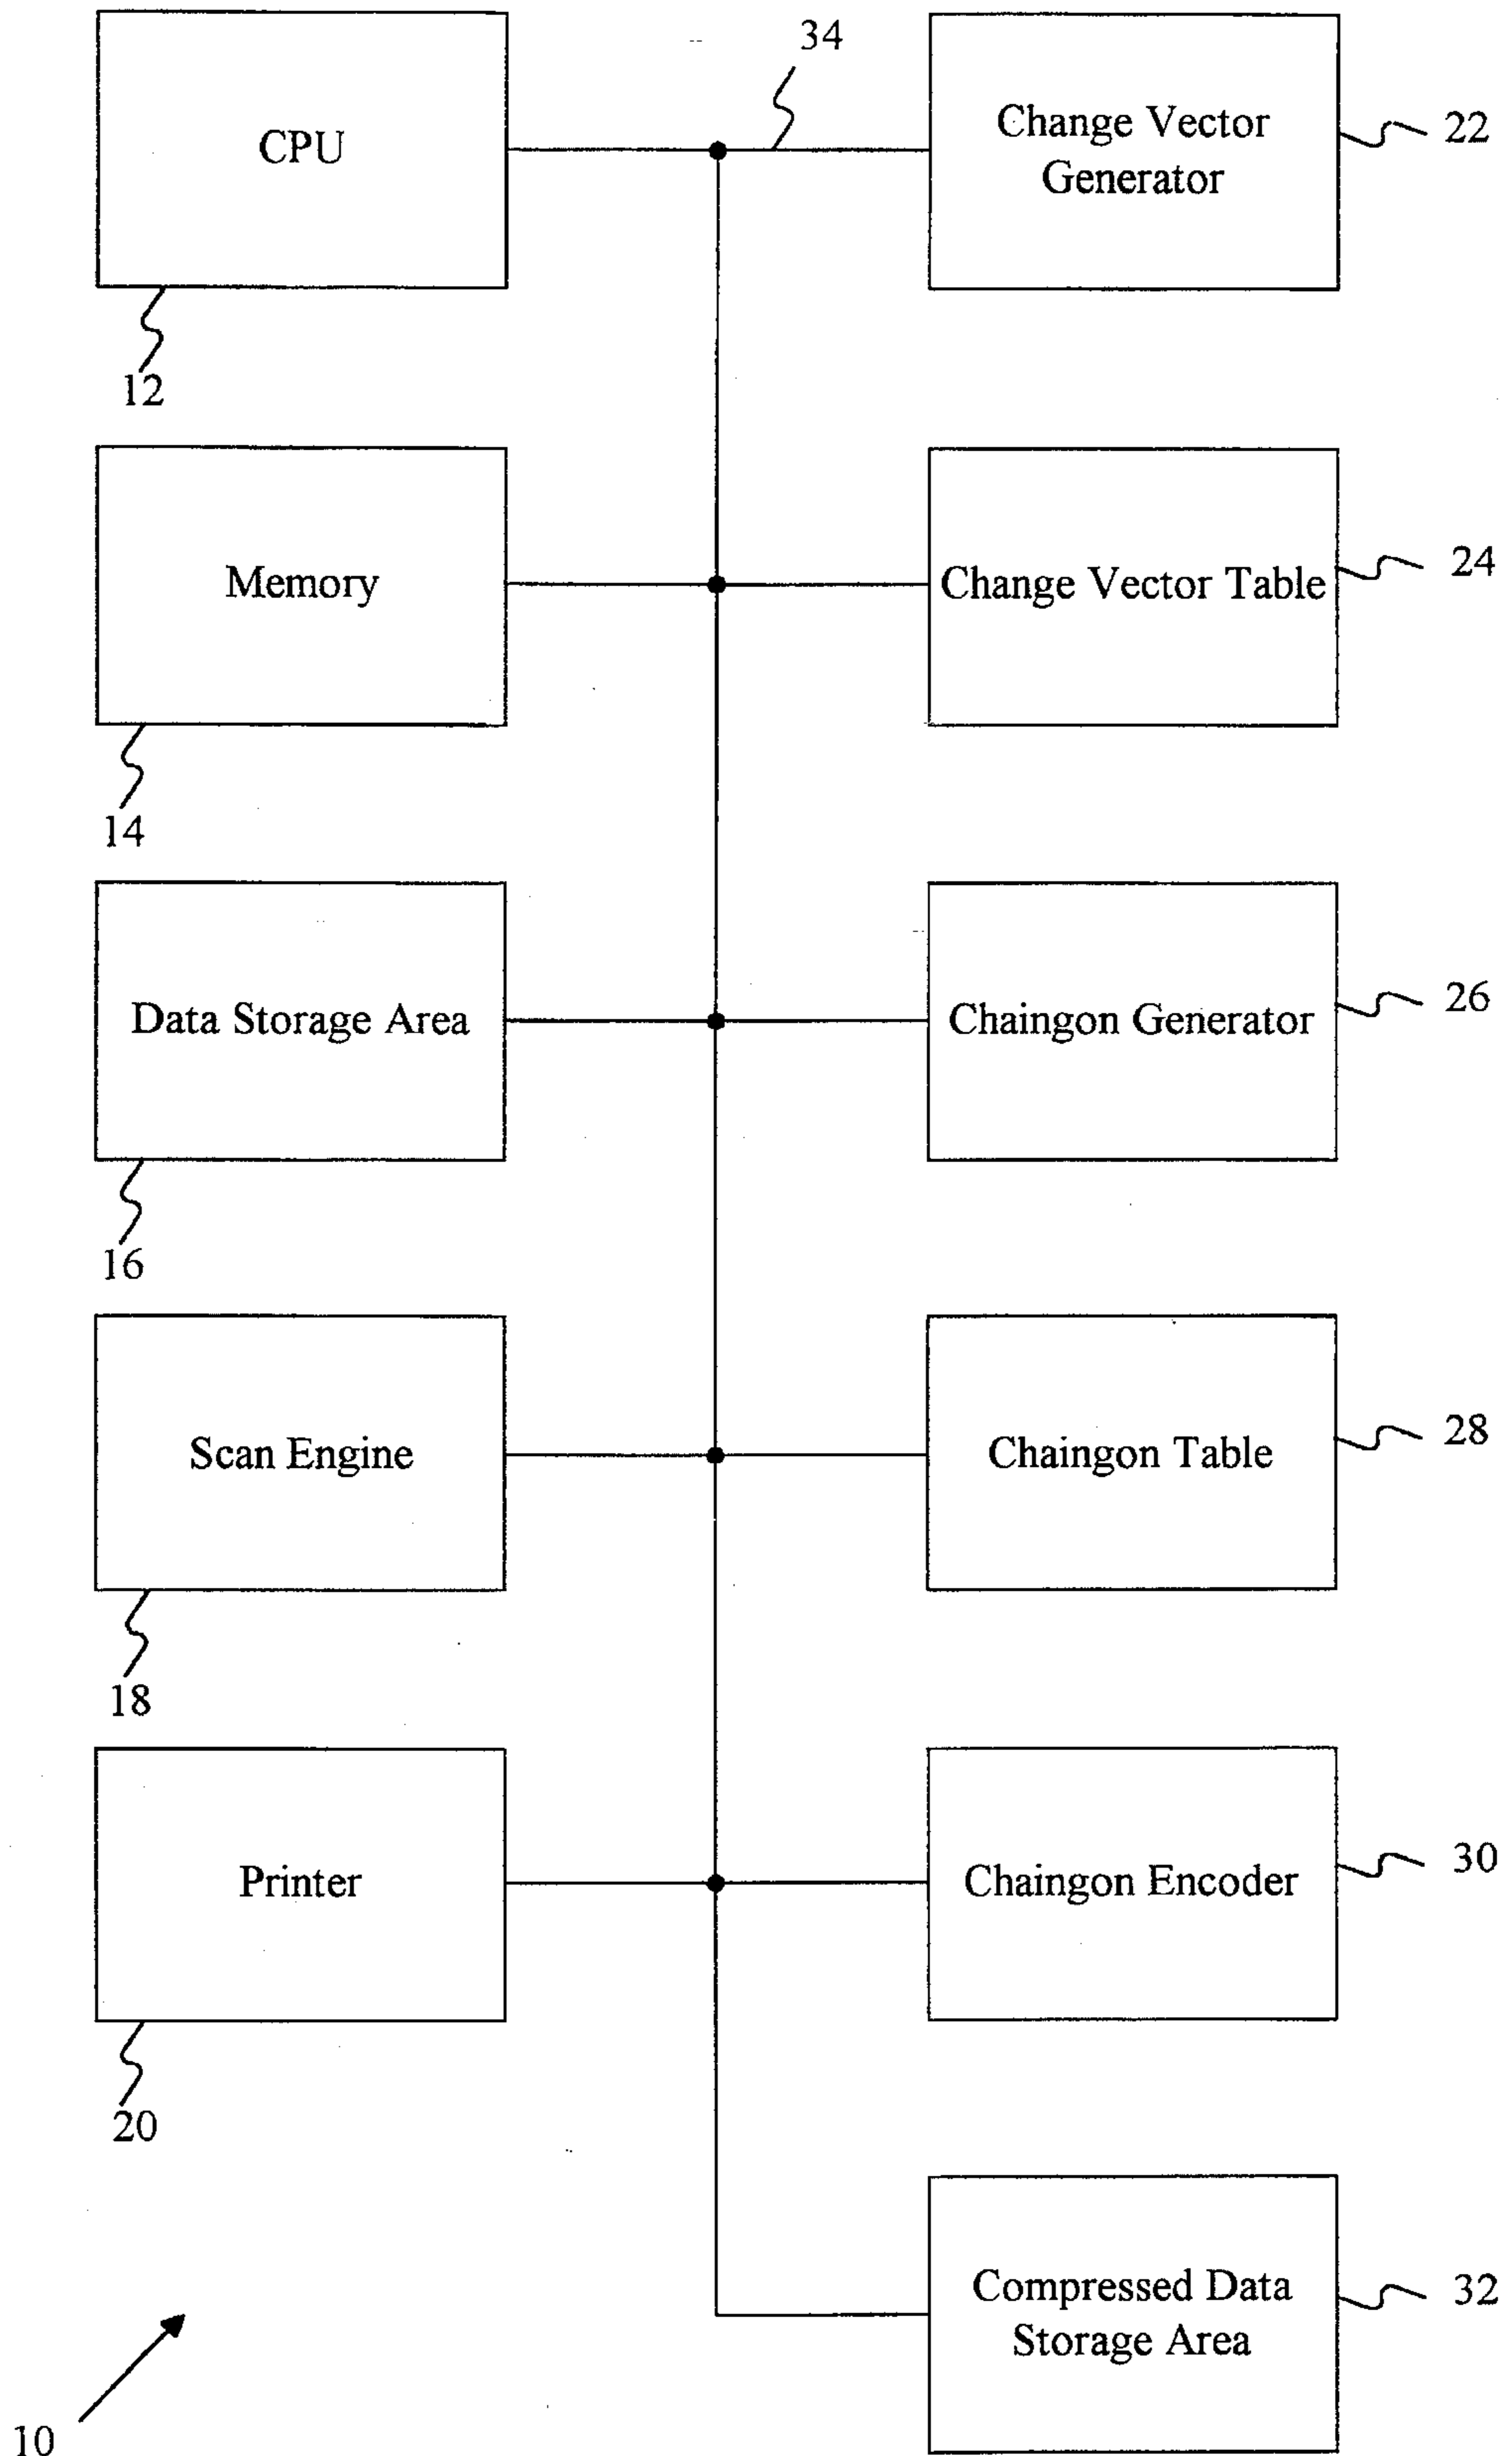 34
CPU
Change Vector
Generator
22
12
Memory
Change Vector Table
24
14
Data Storage Area
Chaingon Generator
26
16
Scan Engine
Chaingon Table
28
18
Printer
Chaingon Encoder
30
20
Compressed Data
Storage Area
32
10